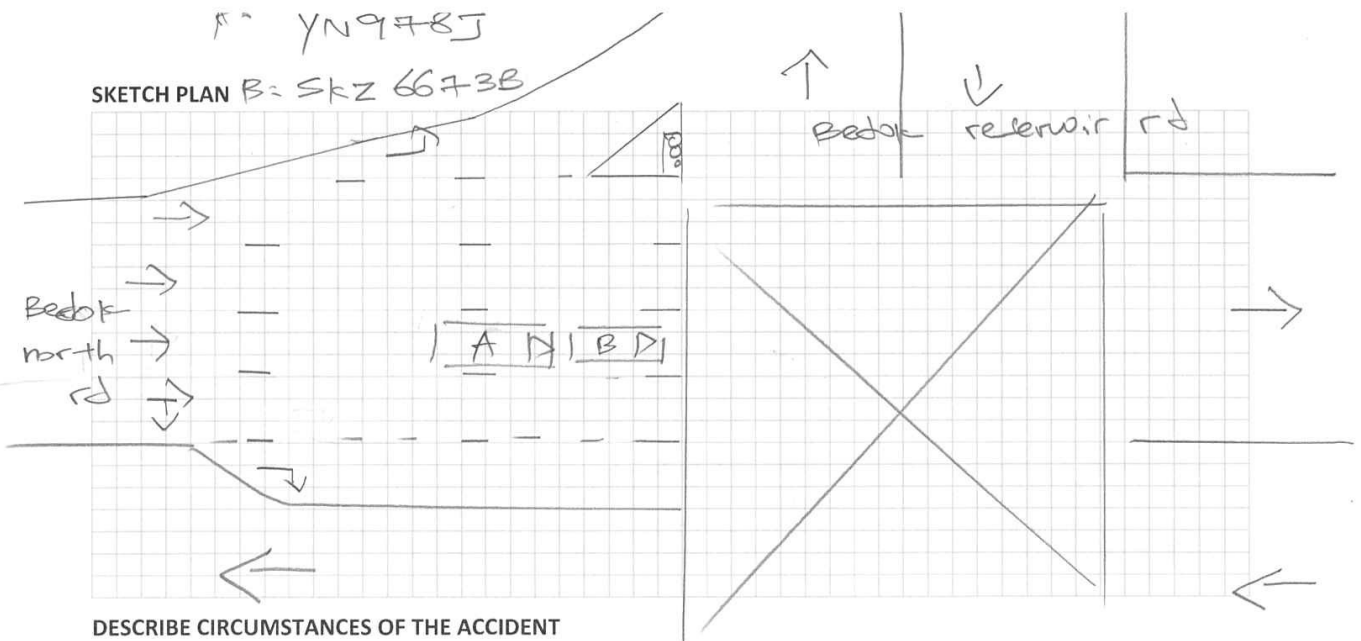 A: YN978J
SKETCH PLAN B: SKZ 6673B
Bedok reservoir rd
Bedok
north
rd
A
B
DESCRIBE CIRCUMSTANCES OF THE ACCIDENT